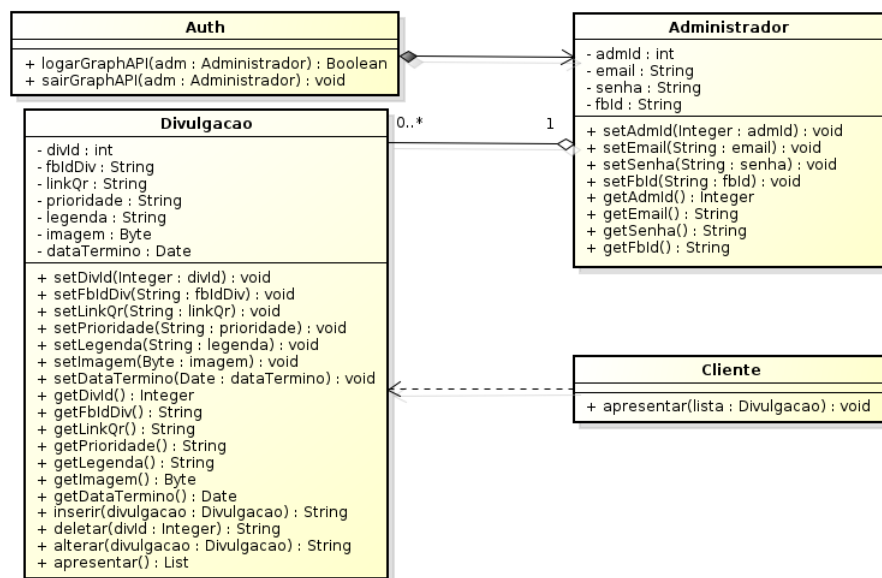 Auth
+ logarGraphAPI(adm : Administrador) : Boolean
+ sairGraphAPI(adm : Administrador) : void
Administrador
- admId : int
- email : String
- senha : String
- fbId : String
+ setAdmId(Integer : admId) : void
+ setEmail(String : email) : void
+ setSenha(String : senha) : void
+ setFbId(String : fbId) : void
+ getAdmId() : Integer
+ getEmail() : String
+ getSenha() : String
+ getFbId() : String
0..*
1
Divulgacao
- divId : int
- fbIdDiv : String
- linkQr : String
- prioridade : String
- legenda : String
- imagem : Byte
- dataTermino : Date
+ setDivId(Integer : divId) : void
+ setFbIdDiv(String : fbIdDiv) : void
+ setLinkQr(String : linkQr) : void
+ setPrioridade(String : prioridade) : void
+ setLegenda(String : legenda) : void
+ setImagem(Byte : imagem) : void
+ setDataTermino(Date : dataTermino) : void
+ getDivId() : Integer
+ getFbIdDiv() : String
+ getLinkQr() : String
+ getPrioridade() : String
+ getLegenda() : String
+ getImagem() : Byte
+ getDataTermino() : Date
+ inserir(divulgacao : Divulgacao) : String
+ deletar(divId : Integer) : String
+ alterar(divulgacao : Divulgacao) : String
+ apresentar() : List
Cliente
+ apresentar(lista : Divulgacao) : void